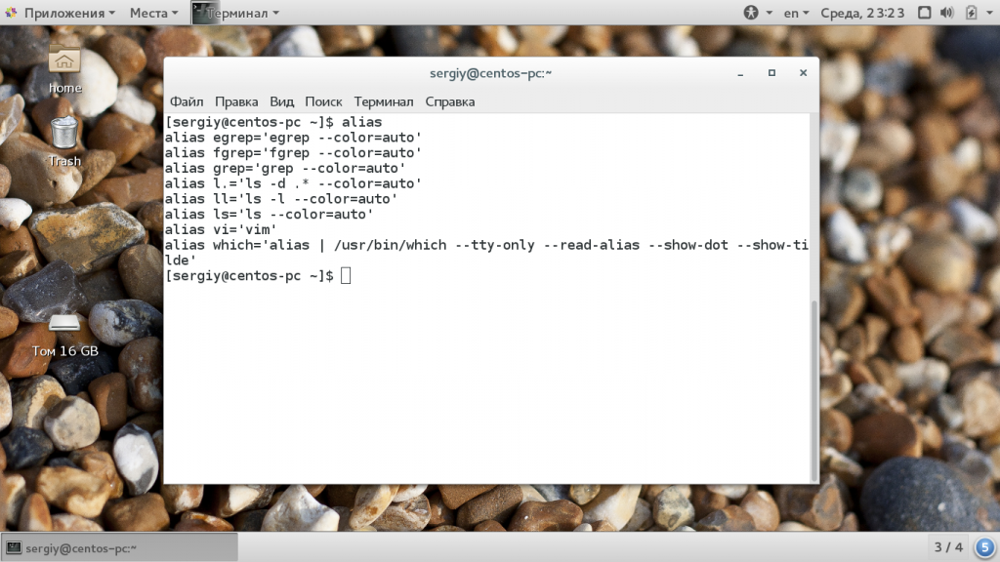 Приложения Места Терминал en Среда, 23:23
home
Trash
Том 16 GB
sergiy@centos-pc:~
Файл Правка Вид Поиск Терминал Справка
[sergiy@centos-pc ~]$ alias
alias egrep='egrep --color=auto'
alias fgrep='fgrep --color=auto'
alias grep='grep --color=auto'
alias l.='ls -d .* --color=auto'
alias ll='ls -l --color=auto'
alias ls='ls --color=auto'
alias vi='vim'
alias which='alias | /usr/bin/which --tty-only --read-alias --show-dot --show-ti
lde'
[sergiy@centos-pc ~]$
sergiy@centos-pc:~ 3 / 4 5